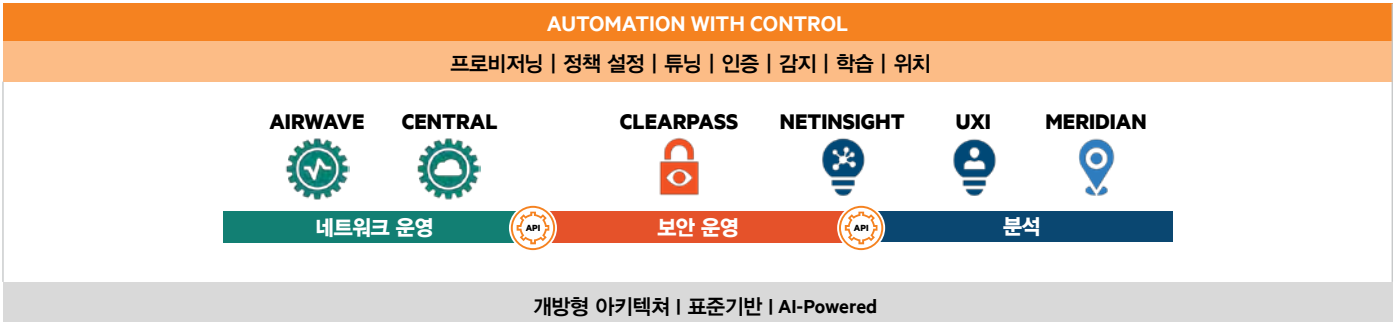 AUTOMATION WITH CONTROL
프로비저닝 | 정책 설정 | 튜닝 | 인증 | 감지 | 학습 | 위치
AIRWAVE CENTRAL CLEARPASS NETINSIGHT UXI MERIDIAN
네트워크 운영 API 보안 운영 API 분석
개방형 아키텍쳐 | 표준기반 | AI-Powered